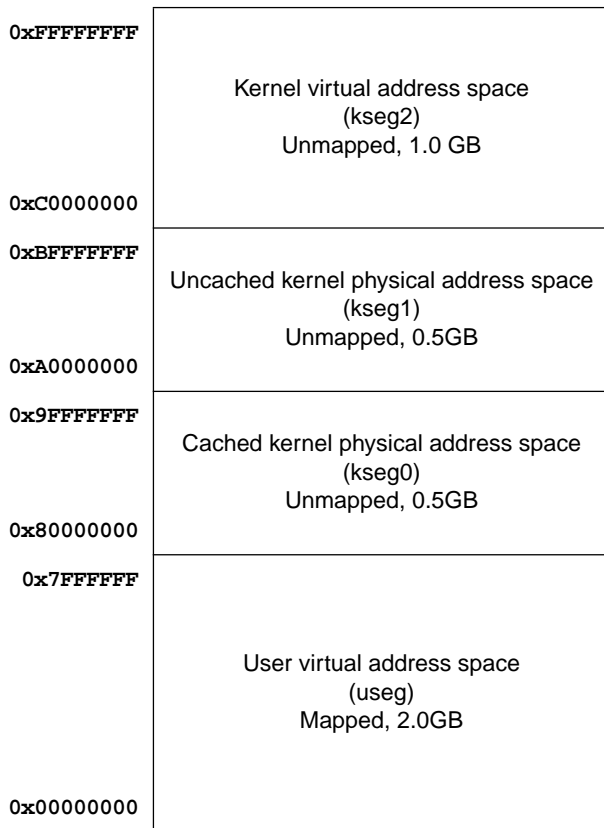 0xFFFFFFFF
Kernel virtual address space
(kseg2)
Unmapped, 1.0 GB
0xC0000000
0xBFFFFFFF
Uncached kernel physical address space
(kseg1)
Unmapped, 0.5GB
0xA0000000
0x9FFFFFFF
Cached kernel physical address space
(kseg0)
Unmapped, 0.5GB
0x80000000
0x7FFFFFF
User virtual address space
(useg)
Mapped, 2.0GB
0x00000000